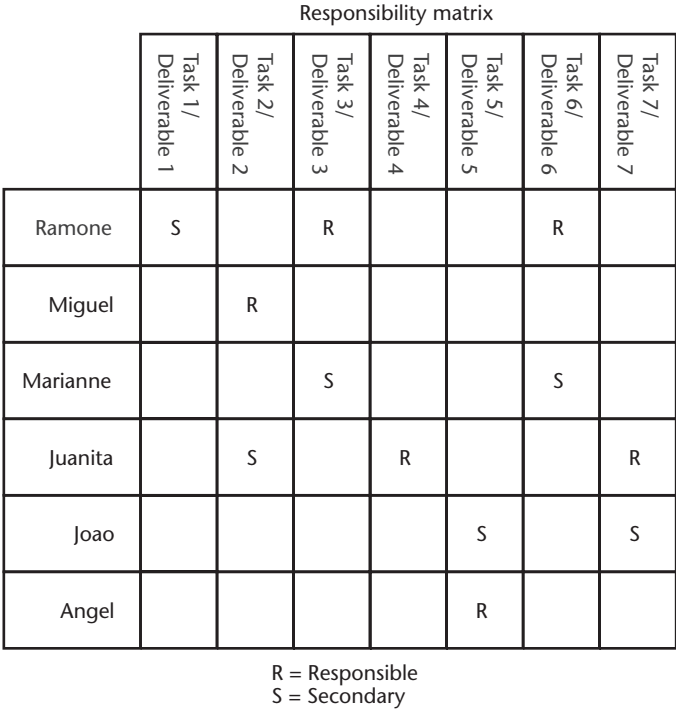 Responsibility matrix
Task 1/
Deliverable 1
Task 2/
Deliverable 2
Task 3/
Deliverable 3
Task 4/
Deliverable 4
Task 5/
Deliverable 5
Task 6/
Deliverable 6
Task 7/
Deliverable 7
Ramone S R R
Miguel R
Marianne S S
Juanita S R R
Joao S S
Angel R
R = Responsible
S = Secondary